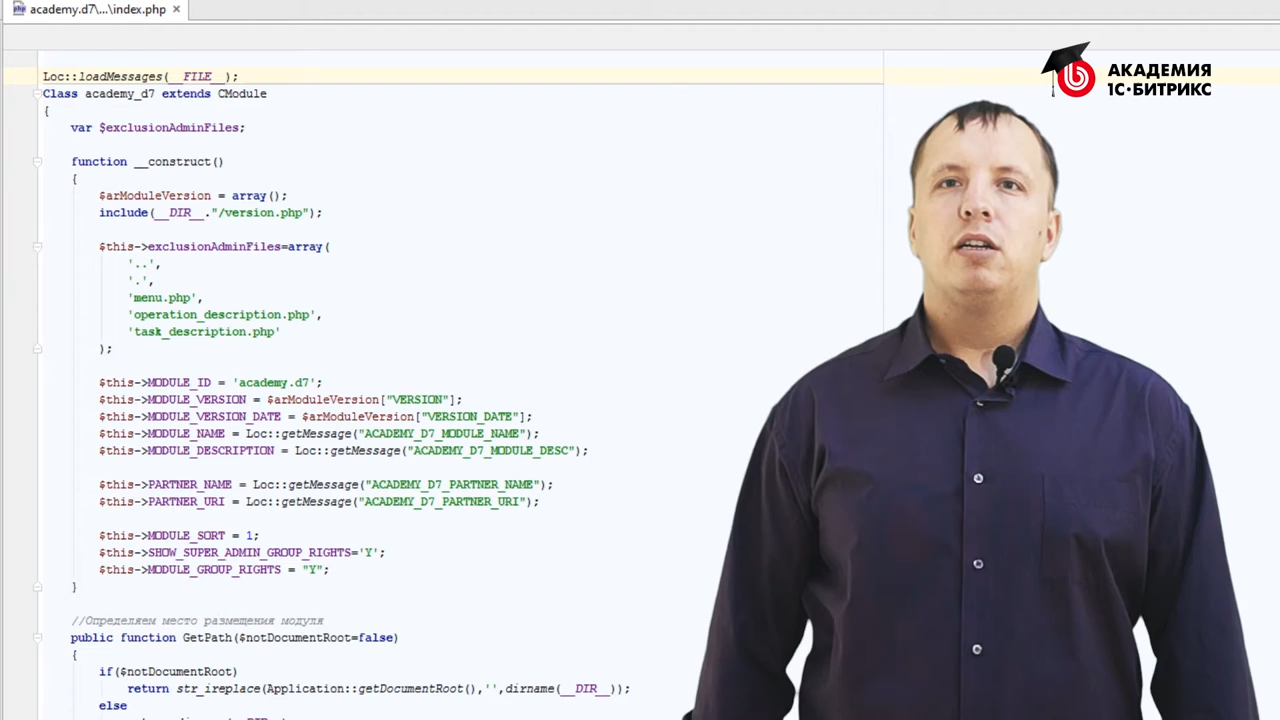 academy.d7\...\index.php
Loc::loadMessages(__FILE__);
АКАДЕМИЯ
1С·БИТРИКС
Class academy_d7 extends CModule
{
var $exclusionAdminFiles;
function __construct()
{
$arModuleVersion = array();
include(__DIR__."/version.php");
$this->exclusionAdminFiles=array(
'..',
'.',
'menu.php',
'operation_description.php',
'task_description.php'
);
$this->MODULE_ID = 'academy.d7';
$this->MODULE_VERSION = $arModuleVersion["VERSION"];
$this->MODULE_VERSION_DATE = $arModuleVersion["VERSION_DATE"];
$this->MODULE_NAME = Loc::getMessage("ACADEMY_D7_MODULE_NAME");
$this->MODULE_DESCRIPTION = Loc::getMessage("ACADEMY_D7_MODULE_DESC");
$this->PARTNER_NAME = Loc::getMessage("ACADEMY_D7_PARTNER_NAME");
$this->PARTNER_URI = Loc::getMessage("ACADEMY_D7_PARTNER_URI");
$this->MODULE_SORT = 1;
$this->SHOW_SUPER_ADMIN_GROUP_RIGHTS='Y';
$this->MODULE_GROUP_RIGHTS = "Y";
}
//Определяем место размещения модуля
public function GetPath($notDocumentRoot=false)
{
if($notDocumentRoot)
return str_ireplace(Application::getDocumentRoot(),'',dirname(__DIR__));
else